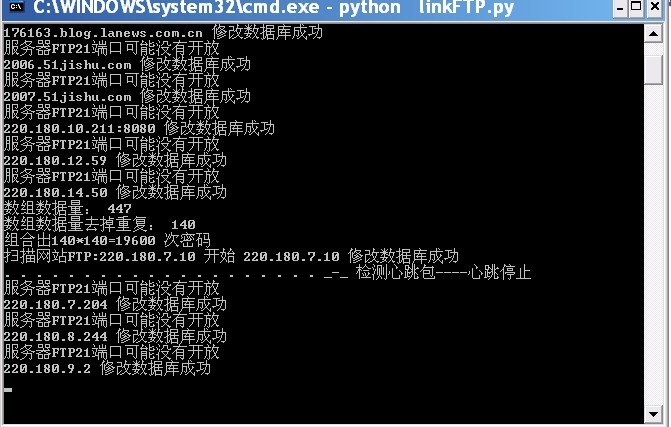 C:\WINDOWS\system32\cmd.exe - python linkFTP.py
176163.blog.lanews.com.cn 修改数据库成功
服务器FTP21端口可能没有开放
2006.51jishu.com 修改数据库成功
服务器FTP21端口可能没有开放
2007.51jishu.com 修改数据库成功
服务器FTP21端口可能没有开放
220.180.10.211:8080 修改数据库成功
服务器FTP21端口可能没有开放
220.180.12.59 修改数据库成功
服务器FTP21端口可能没有开放
220.180.14.50 修改数据库成功
数组数据量: 447
数组数据量去掉重复: 140
组合出140*140=19600 次密码
扫描网站FTP:220.180.7.10 开始 220.180.7.10 修改数据库成功
. . . . . . . . . . . . . . . . . . . . . _-_ 检测心跳包----心跳停止
服务器FTP21端口可能没有开放
220.180.7.204 修改数据库成功
服务器FTP21端口可能没有开放
220.180.8.244 修改数据库成功
服务器FTP21端口可能没有开放
220.180.9.2 修改数据库成功